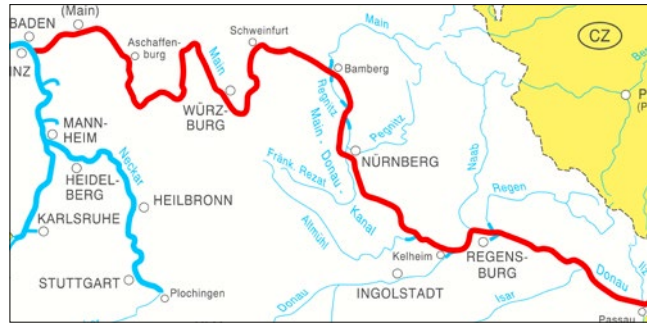 BADEN
(Main)
INZ
Aschaffen-
burg
Main
WÜRZ-
BURG
Schweinfurt
Main
Bamberg
Regnitz
Pegnitz
Main - Donau - Kanal
NÜRNBERG
Fränk. Rezat
Altmühl
Naab
Regen
CZ
MANN-
HEIM
Neckar
HEIDEL-
BERG
HEILBRONN
KARLSRUHE
STUTTGART
Plochingen
Donau
INGOLSTADT
Kelheim
REGENS-
BURG
Isar
Donau
Passau